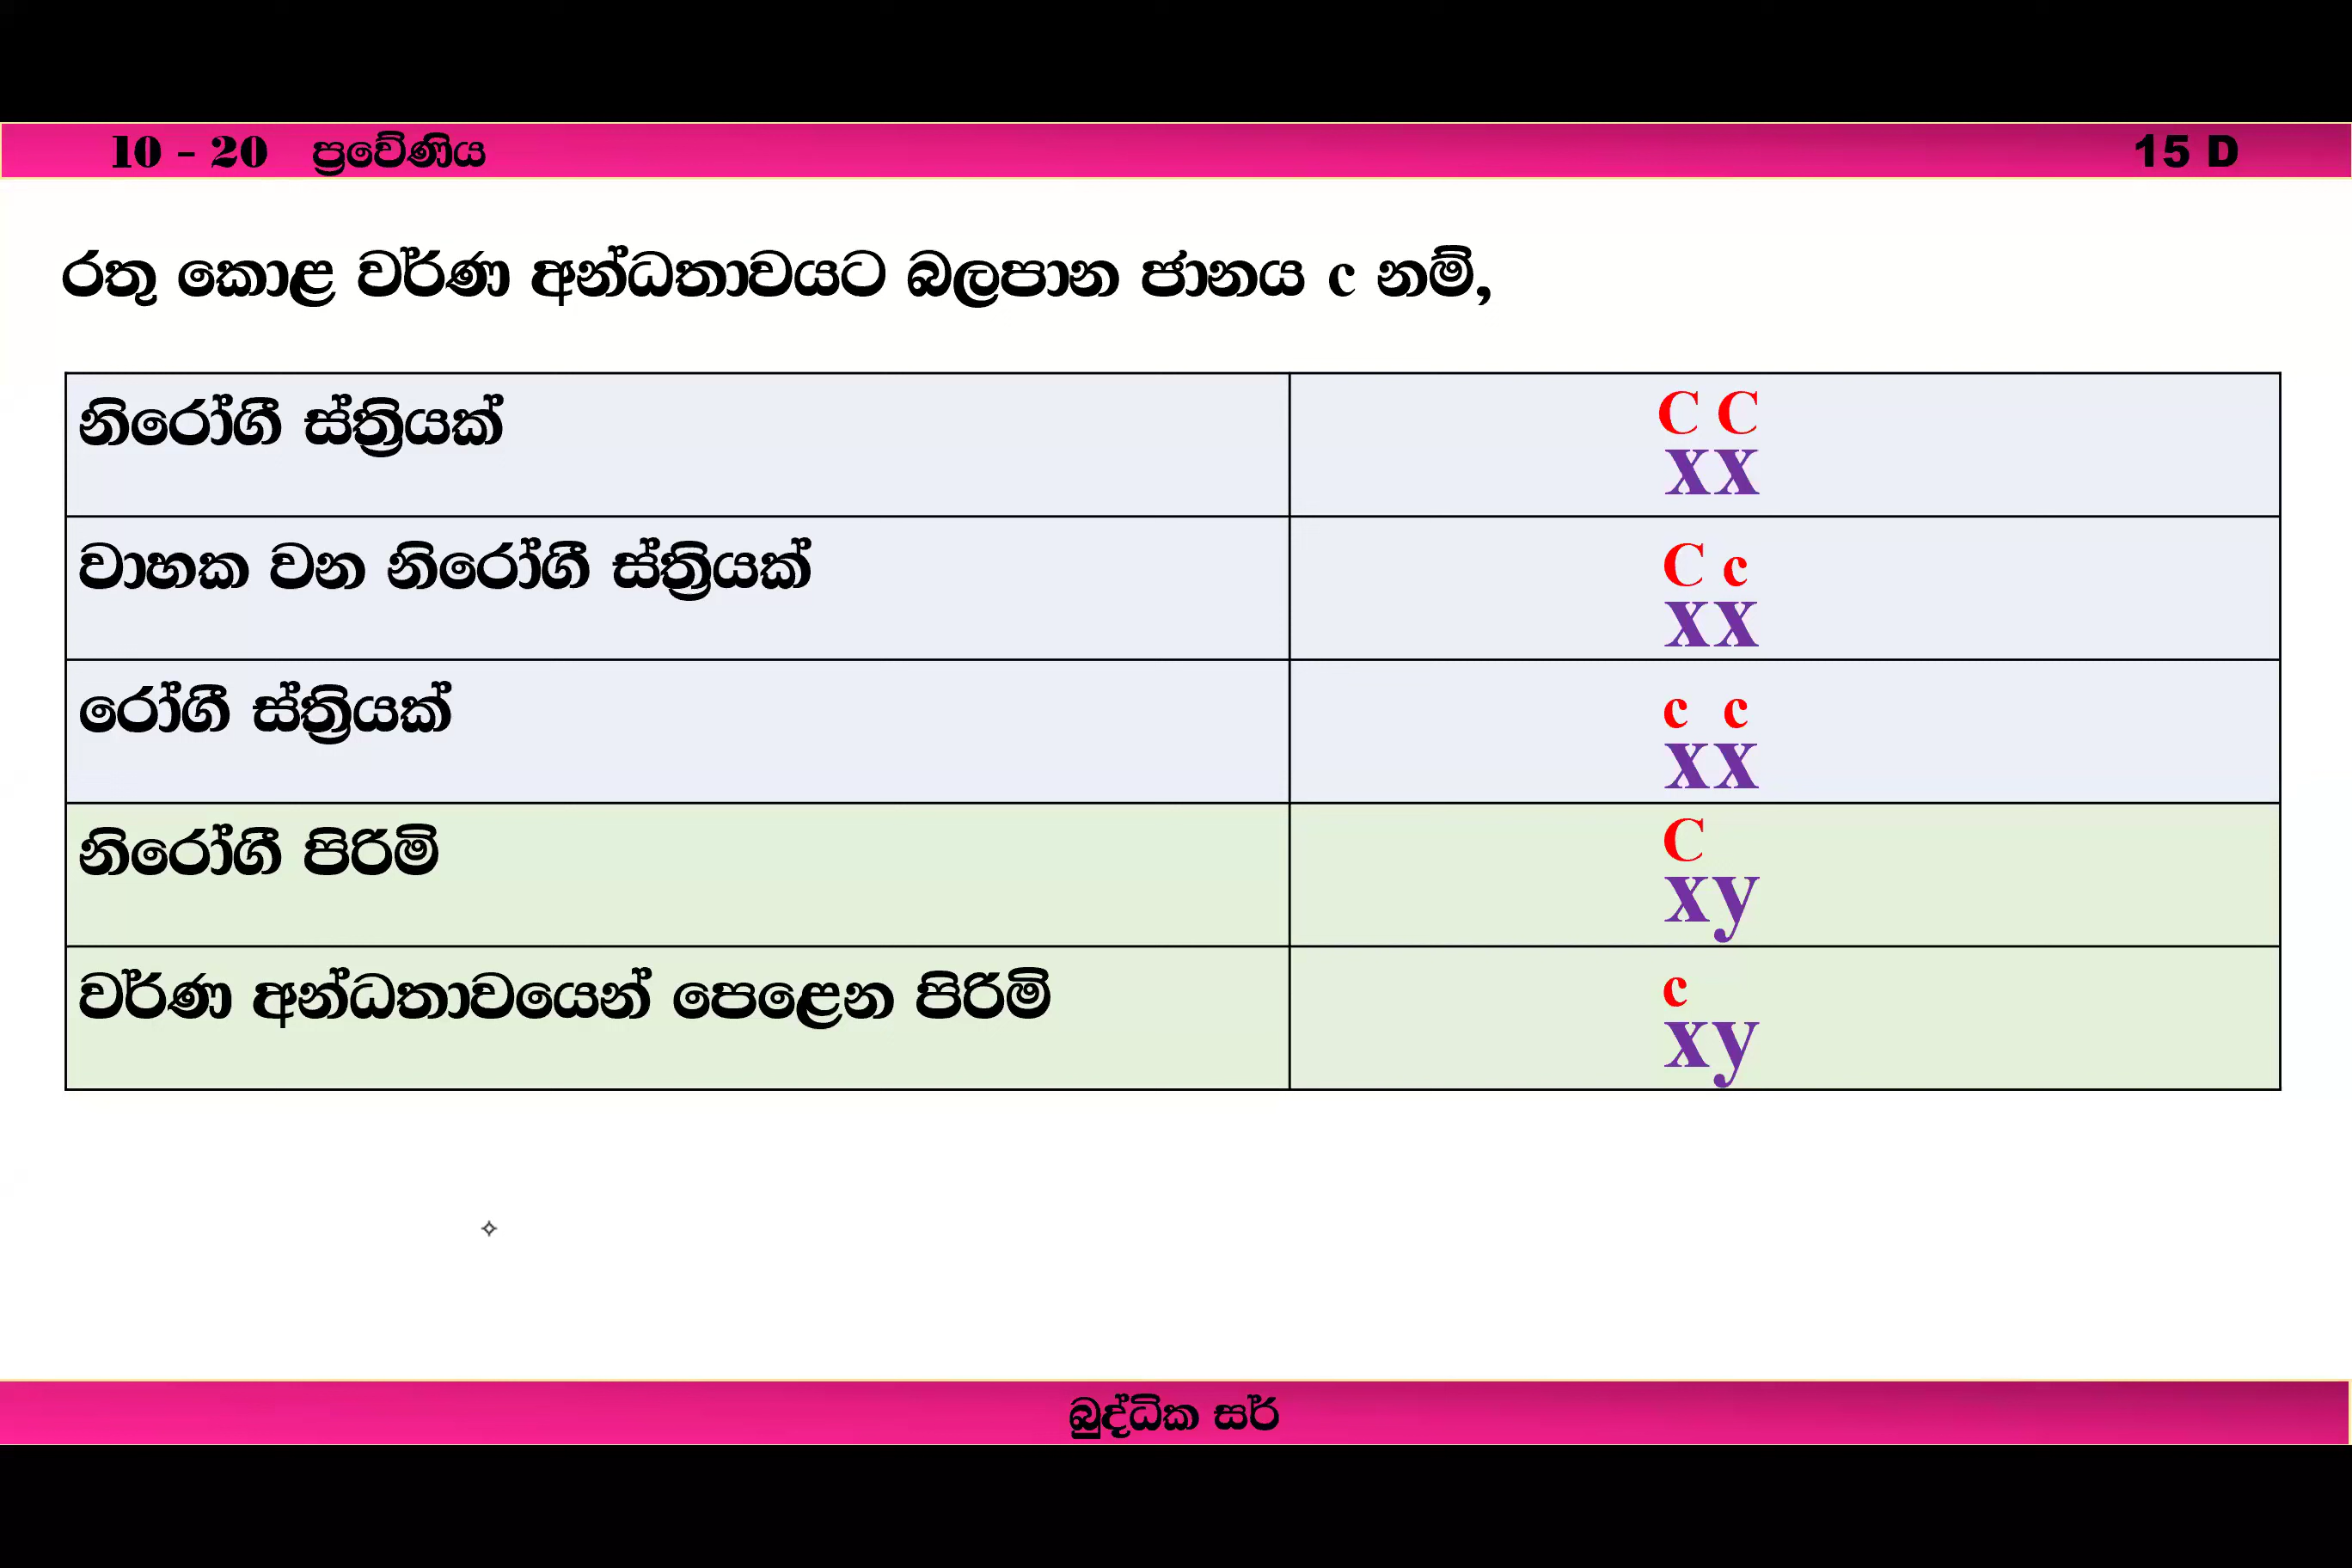 10 - 20 ප්‍රවේණිය 15 D
රතු කොළ වර්ණ අන්ධතාවයට බලපාන ජානය c නම්,
නිරෝගී ස්ත්‍රියක්
C C
xx
වාහක වන නිරෝගී ස්ත්‍රියක්
C c
xx
රෝගී ස්ත්‍රියක්
c c
xx
නිරෝගී පිරිමි
C
xy
වර්ණ අන්ධතාවයෙන් පෙළෙන පිරිමි
c
xy
බුද්ධික සර්